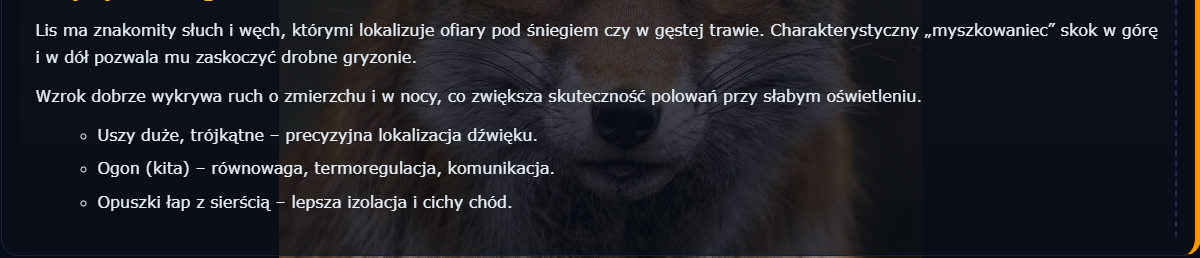 Lis ma znakomity słuch i węch, którymi lokalizuje ofiary pod śniegiem czy w gęstej trawie. Charakterystyczny „myszkowaniec” skok w górę
i w dół pozwala mu zaskoczyć drobne gryzonie.
Wzrok dobrze wykrywa ruch o zmierzchu i w nocy, co zwiększa skuteczność polowań przy słabym oświetleniu.
◦ Uszy duże, trójkątne – precyzyjna lokalizacja dźwięku.
◦ Ogon (kita) – równowaga, termoregulacja, komunikacja.
◦ Opuszki łap z sierścią – lepsza izolacja i cichy chód.